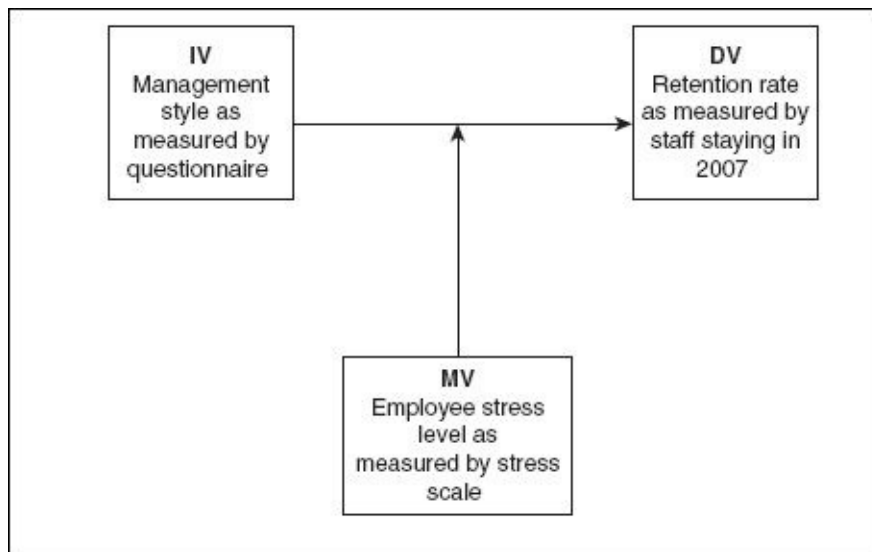 IV
Management
style as
measured by
questionnaire
DV
Retention rate
as measured by
staff staying in
2007
MV
Employee stress
level as
measured by stress
scale